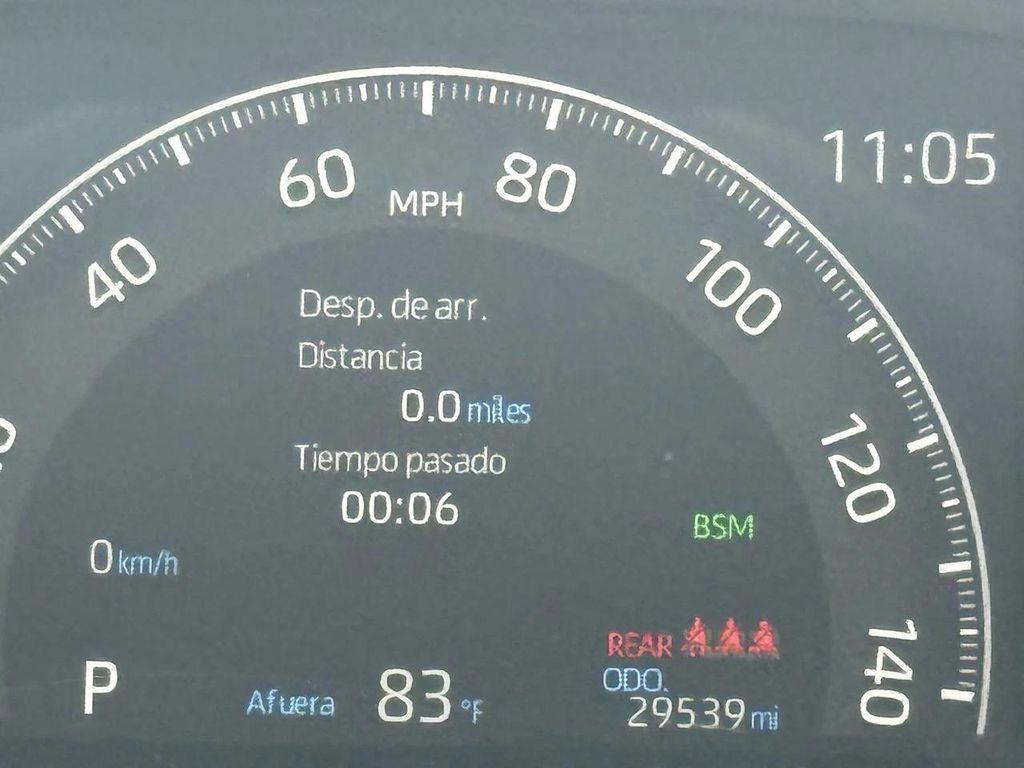 11:05
60
80
MPH
40
100
Desp. de arr.
Distancia
0.0 miles
Tiempo pasado
00:06
120
BSM
0 km/h
REAR
140
ODO.
P
Afuera 83 °F
29539 mi